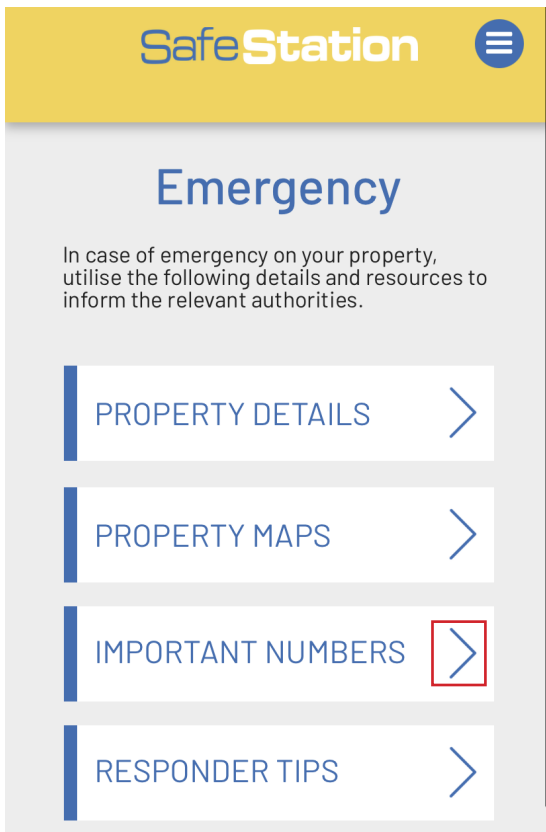 SafeStation
Emergency
In case of emergency on your property,
utilise the following details and resources to
inform the relevant authorities.
PROPERTY DETAILS
PROPERTY MAPS
IMPORTANT NUMBERS
RESPONDER TIPS